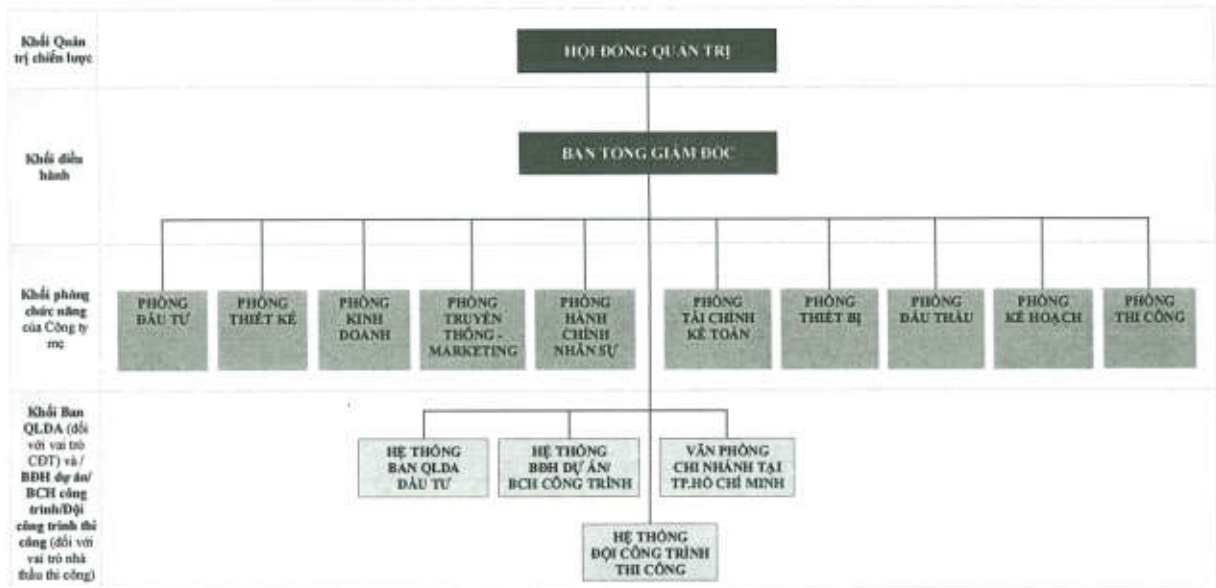 Khối Quản
trị chiến lược
HỘI ĐỒNG QUẢN TRỊ
Khối điều
hành
BAN TỔNG GIÁM ĐỐC
Khối phòng
chức năng
của Công ty
mẹ
PHÒNG
ĐẦU TƯ
PHÒNG
THIẾT KẾ
PHÒNG
KINH
DOANH
PHÒNG
TRUYỀN
THÔNG -
MARKETING
PHÒNG
HÀNH
CHÍNH
NHÂN SỰ
PHÒNG
TÀI CHÍNH
KẾ TOÁN
PHÒNG
THIẾT BỊ
PHÒNG
ĐẤU THẦU
PHÒNG
KẾ HOẠCH
PHÒNG
THI CÔNG
Khối Ban
QLDA (đối
với vai trò
CĐT) và /
BĐH dự án/
BCH công
trình/Đội
công trình thi
công (đối với
vai trò nhà
thầu thi công)
HỆ THỐNG
BAN QLDA
ĐẦU TƯ
HỆ THỐNG
BĐH DỰ ÁN/
BCH CÔNG TRÌNH
VĂN PHÒNG
CHI NHÁNH TẠI
TP.HỒ CHÍ MINH
HỆ THỐNG
ĐỘI CÔNG TRÌNH
THI CÔNG